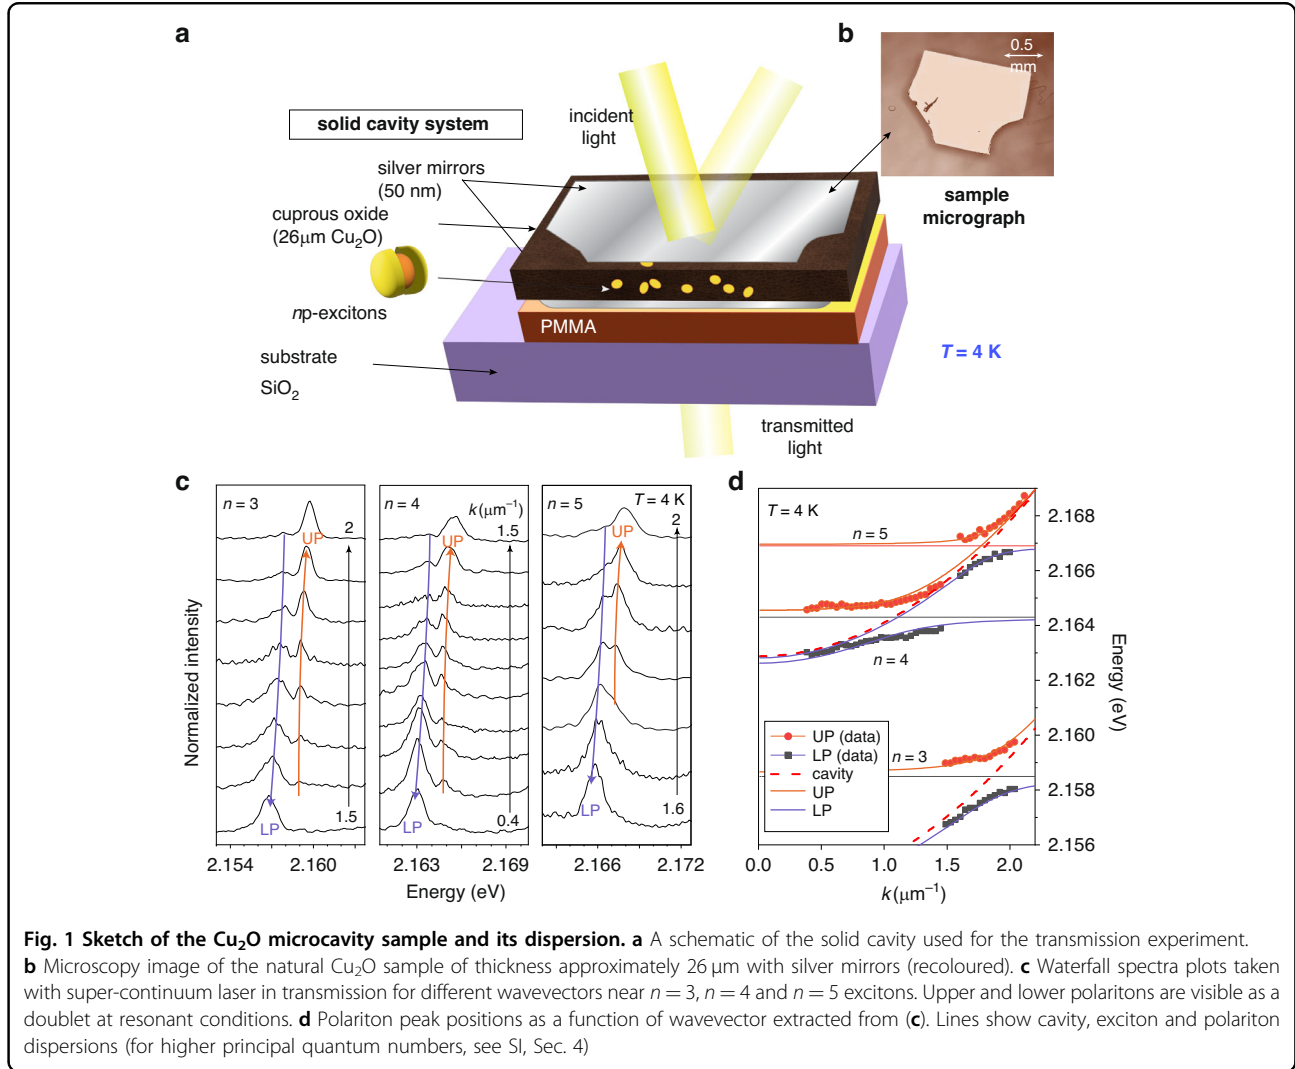 a
b
0.5
mm
solid cavity system
incident
light
silver mirrors
(50 nm)
cuprous oxide
(26μm Cu₂O)
sample
micrograph
np-excitons
PMMA
substrate
SiO₂
T = 4 K
transmitted
light
c
n = 3
2
UP
LP
1.5
n = 4
k (μm⁻¹)
1.5
UP
LP
0.4
n = 5
T = 4 K
2
UP
LP
1.6
Normalized intensity
2.154
2.160
2.163
2.169
2.166
2.172
Energy (eV)
d
T = 4 K
n = 5
n = 4
n = 3
UP (data)
LP (data)
cavity
UP
LP
2.168
2.166
2.164
2.162
2.160
2.158
2.156
Energy (eV)
0.0
0.5
1.0
1.5
2.0
k (μm⁻¹)
Fig. 1 Sketch of the Cu₂O microcavity sample and its dispersion. a A schematic of the solid cavity used for the transmission experiment.
b Microscopy image of the natural Cu₂O sample of thickness approximately 26 μm with silver mirrors (recoloured). c Waterfall spectra plots taken
with super-continuum laser in transmission for different wavevectors near n = 3, n = 4 and n = 5 excitons. Upper and lower polaritons are visible as a
doublet at resonant conditions. d Polariton peak positions as a function of wavevector extracted from (c). Lines show cavity, exciton and polariton
dispersions (for higher principal quantum numbers, see SI, Sec. 4)